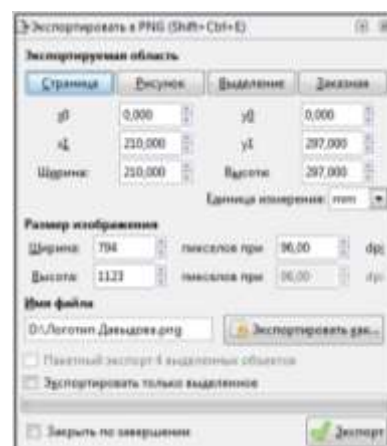 Экспортировать в PNG (Shift+Ctrl+E)
Экспортируемая область
Страница Рисунок Выделение Заказная
x0 0,000 y0 0,000
x1 210,000 y1 297,000
Ширина: 210,000 Высота: 297,000
Единица измерения: mm
Размер изображения
Ширина: 794 пикселов при 96,00 dpi
Высота: 1123 пикселов при 96,00 dpi
Имя файла
D:\Логотип Давыдова.png Экспортировать как...
Пакетный экспорт 4 выделенных объектов
Экспортировать только выделенное
Закрыть по завершении Экспорт